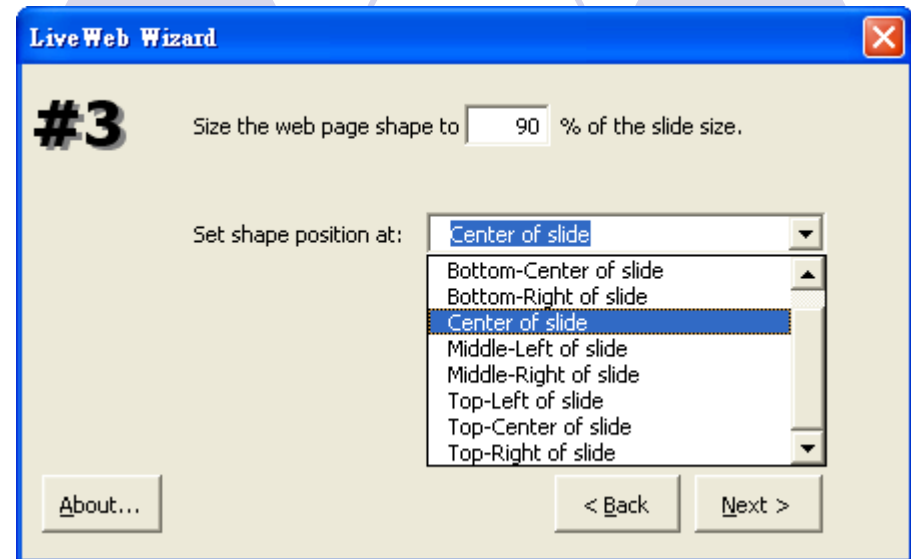 LiveWeb Wizard
#3
Size the web page shape to 90 % of the slide size.
Set shape position at: Center of slide
Bottom-Center of slide
Bottom-Right of slide
Center of slide
Middle-Left of slide
Middle-Right of slide
Top-Left of slide
Top-Center of slide
Top-Right of slide
About... < Back Next >